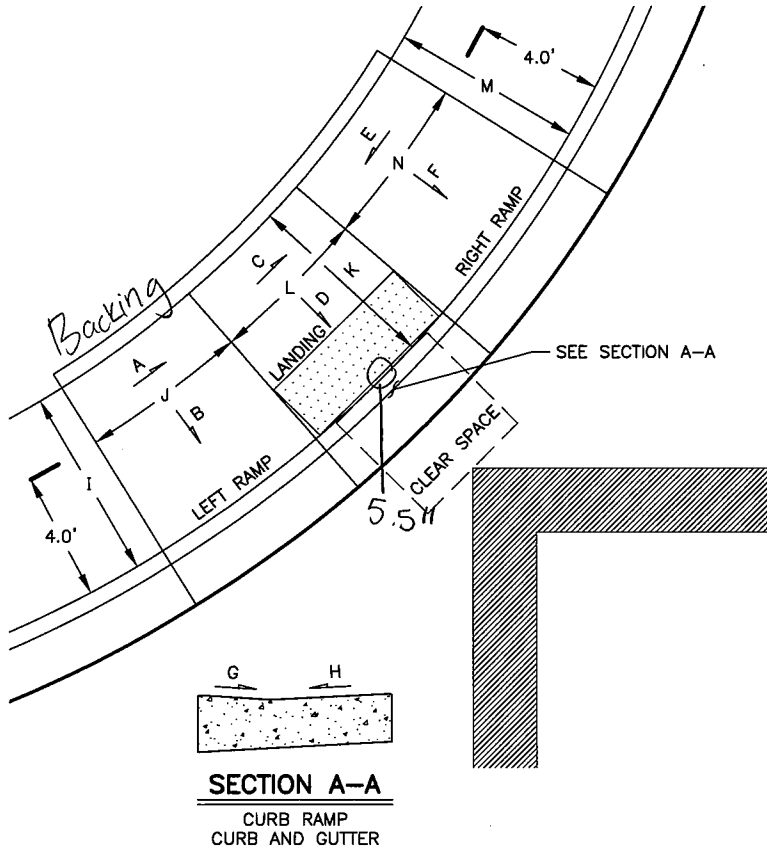 4.0'
M
E
N
F
RIGHT RAMP
C
K
L
D
LANDING
Backing
A
J
B
SEE SECTION A-A
CLEAR SPACE
LEFT RAMP
I
4.0'
5.5"
G
H
SECTION A-A
CURB RAMP
CURB AND GUTTER